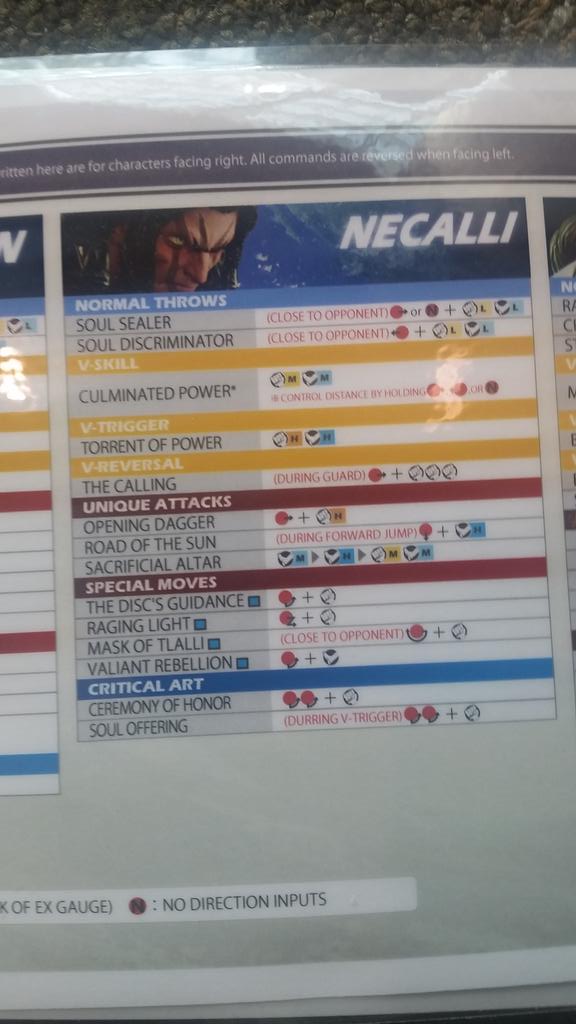 ritten here are for characters facing right. All commands are reversed when facing left.
N
NECALLI
NORMAL THROWS
SOUL SEALER (CLOSE TO OPPONENT) or N + L L
SOUL DISCRIMINATOR (CLOSE TO OPPONENT) + L L
V-SKILL
CULMINATED POWER* M M
※CONTROL DISTANCE BY HOLDING , , OR N
V-TRIGGER
TORRENT OF POWER H H
V-REVERSAL
THE CALLING (DURING GUARD) +
UNIQUE ATTACKS
OPENING DAGGER + H
ROAD OF THE SUN (DURING FORWARD JUMP) + H
SACRIFICIAL ALTAR M H M M
SPECIAL MOVES
THE DISC'S GUIDANCE +
RAGING LIGHT +
MASK OF TLALLI (CLOSE TO OPPONENT) +
VALIANT REBELLION +
CRITICAL ART
CEREMONY OF HONOR +
SOUL OFFERING (DURRING V-TRIGGER) +
K OF EX GAUGE) N : NO DIRECTION INPUTS